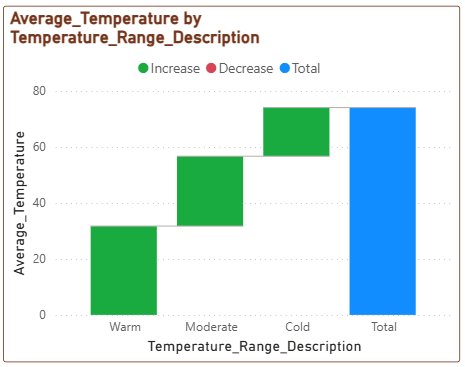 Average_Temperature by
Temperature_Range_Description
Increase Decrease Total
80
60
40
20
0
Average_Temperature
Warm Moderate Cold Total
Temperature_Range_Description